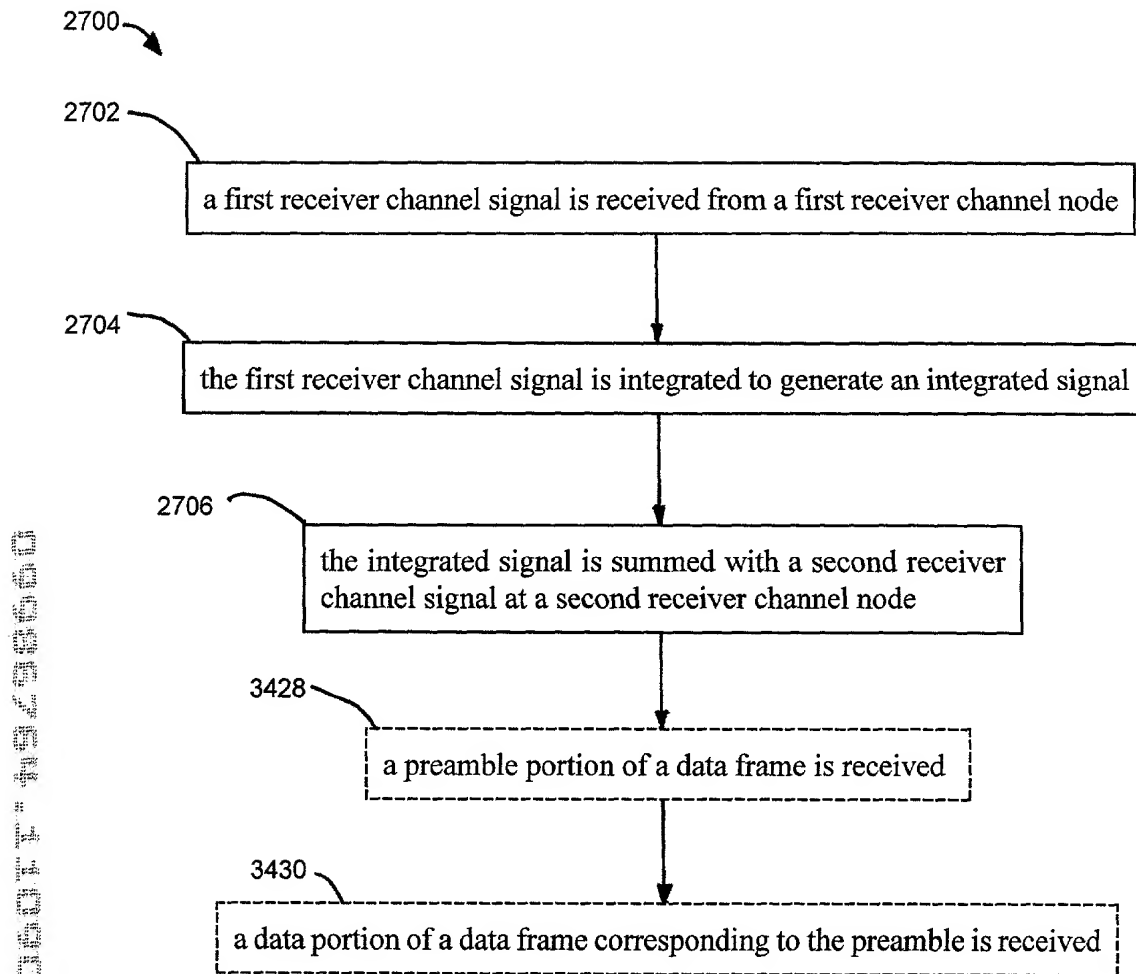 2700
2702
a first receiver channel signal is received from a first receiver channel node
2704
the first receiver channel signal is integrated to generate an integrated signal
2706
the integrated signal is summed with a second receiver
channel signal at a second receiver channel node
3428
a preamble portion of a data frame is received
3430
a data portion of a data frame corresponding to the preamble is received